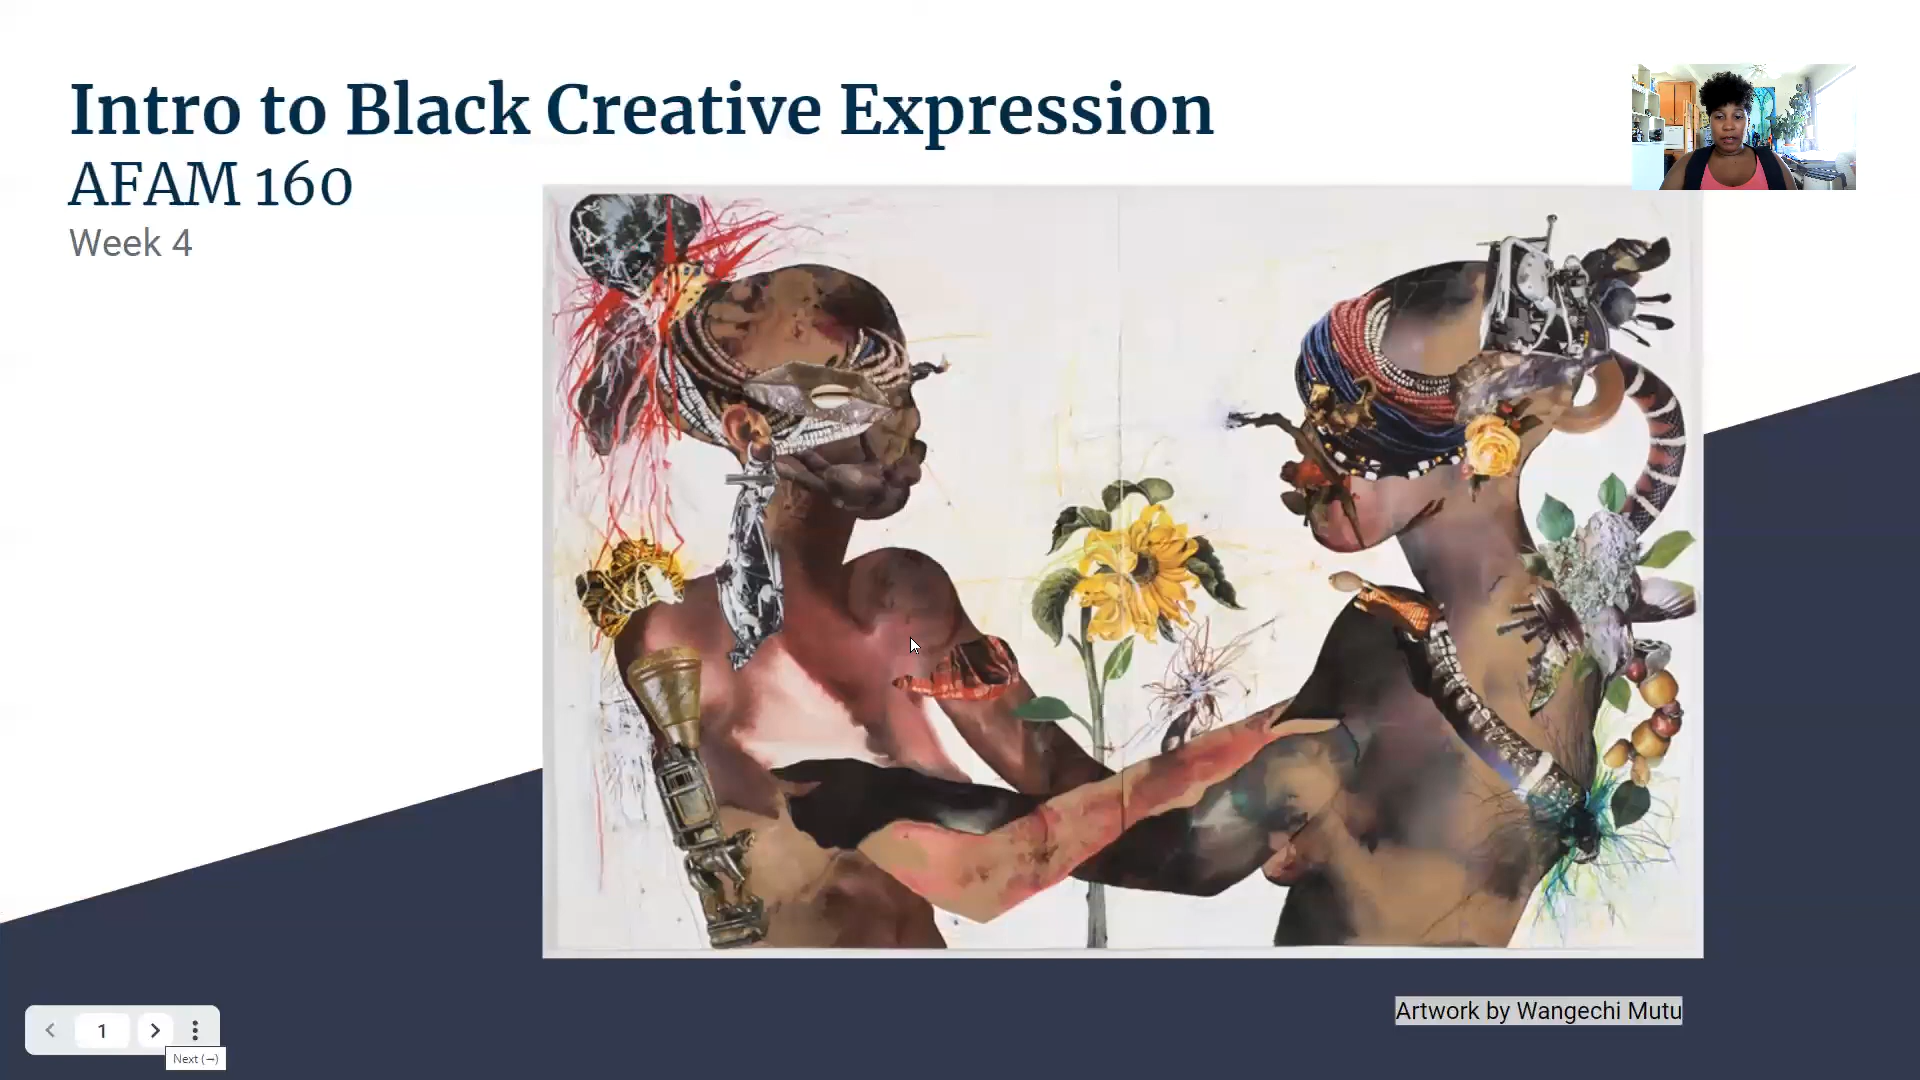 Intro to Black Creative Expression
AFAM 160
Week 4
Artwork by Wangechi Mutu
1
Next (→)